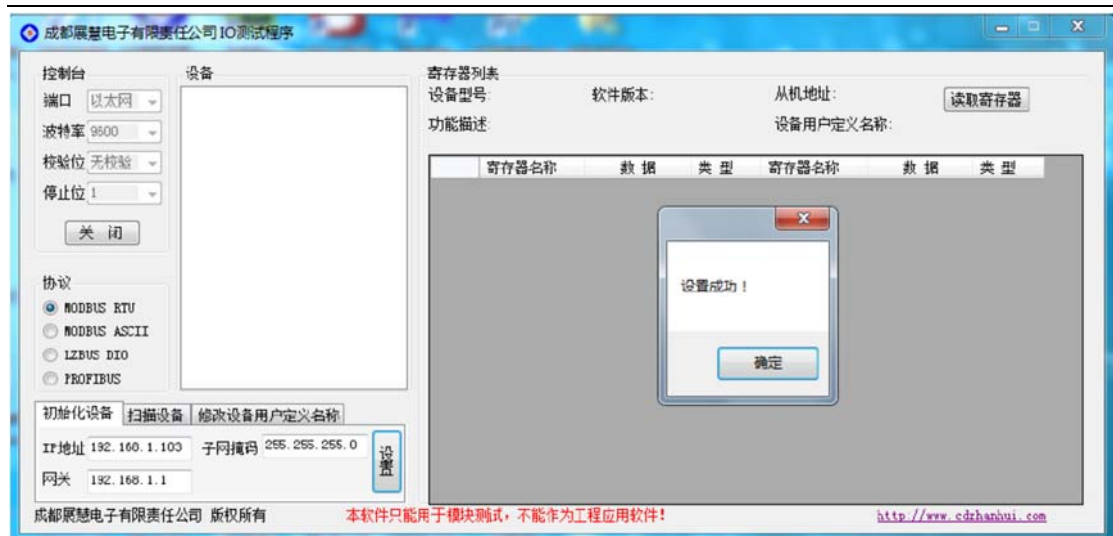 成都展慧电子有限责任公司IO测试程序
控制台
端口 以太网
波特率 9600
校验位 无校验
停止位 1
关 闭
协议
MODBUS RTU
MODBUS ASCII
LZBUS DIO
PROFIBUS
设备
寄存器列表
设备型号: 软件版本: 从机地址: 读取寄存器
功能描述: 设备用户定义名称:
寄存器名称 数 据 类 型 寄存器名称 数 据 类 型
设置成功！
确定
初始化设备 扫描设备 修改设备用户定义名称
IP地址 192.168.1.103 子网掩码 255.255.255.0
网关 192.168.1.1
设置
成都展慧电子有限责任公司 版权所有 本软件只能用于模块测试，不能作为工程应用软件！ http://www.cdzhanhui.com